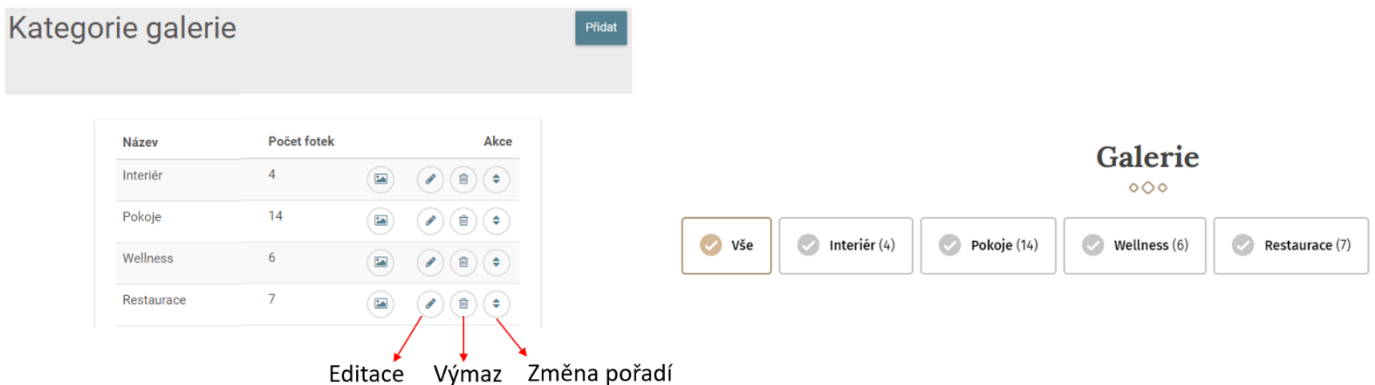 Kategorie galerie
Přidat
Název Počet fotek Akce
Interiér 4
Pokoje 14
Wellness 6
Restaurace 7
Editace Výmaz Změna pořadí
Galerie
Vše Interiér (4) Pokoje (14) Wellness (6) Restaurace (7)